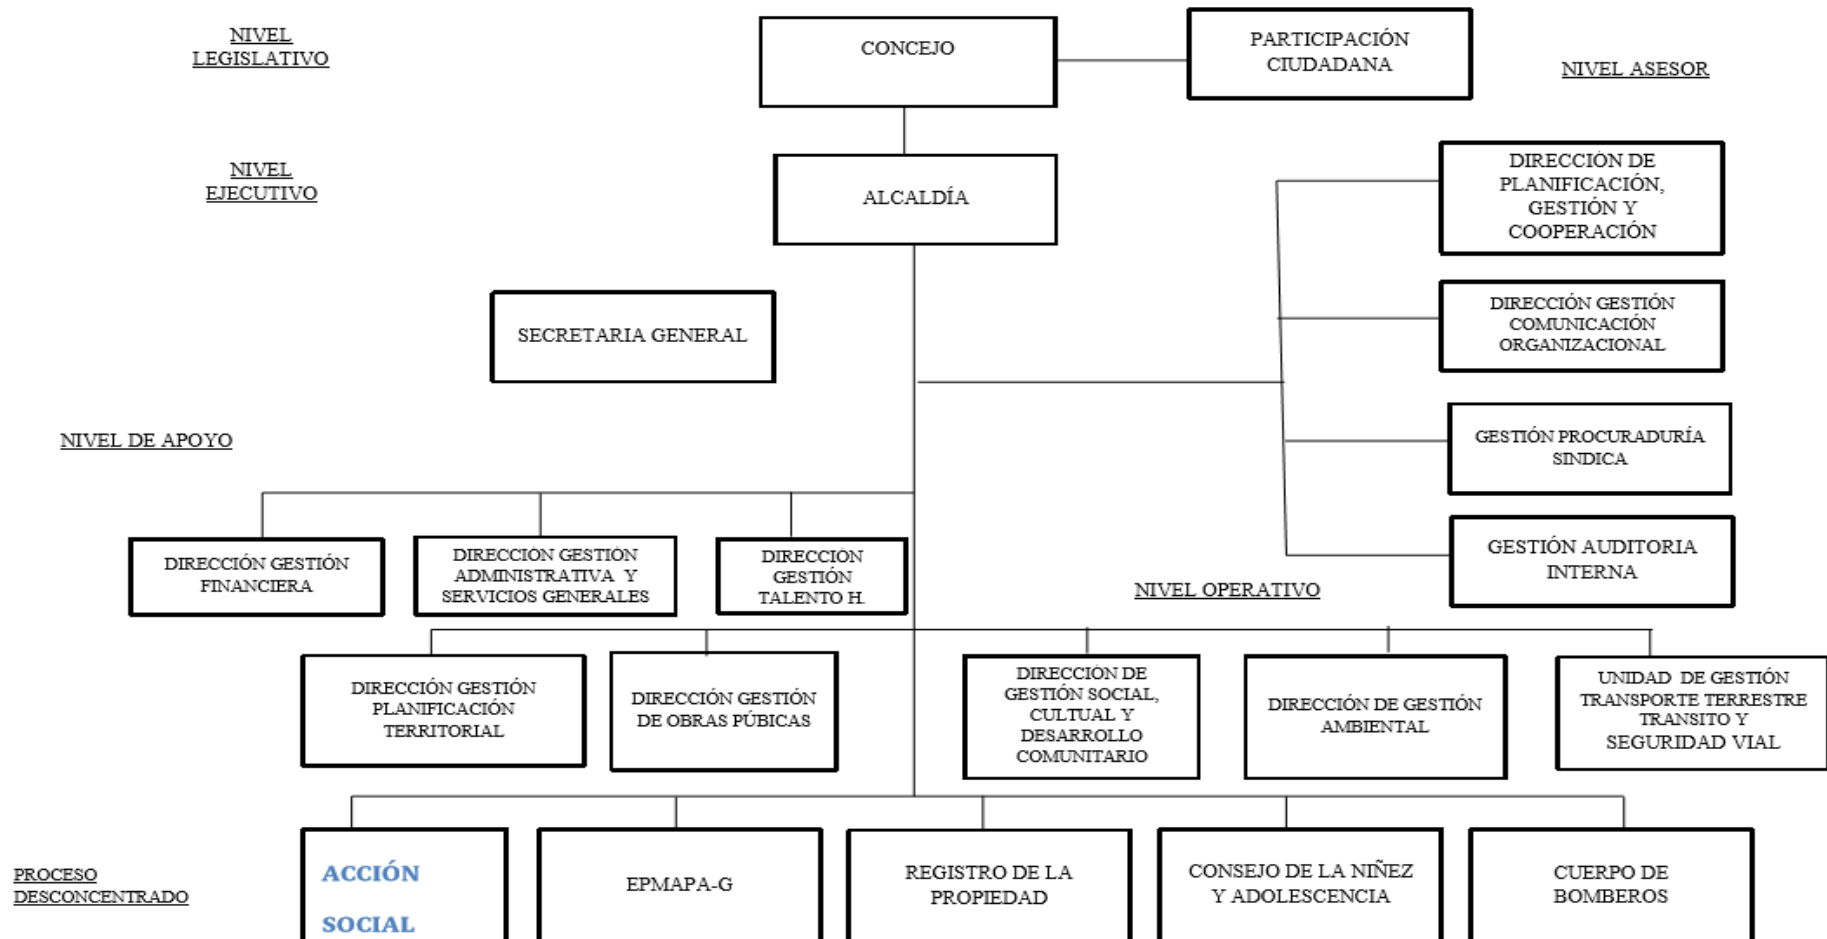 NIVEL
LEGISLATIVO
CONCEJO
PARTICIPACIÓN
CIUDADANA
NIVEL ASESOR
NIVEL
EJECUTIVO
ALCALDÍA
DIRECCIÓN DE
PLANIFICACIÓN,
GESTIÓN Y
COOPERACIÓN
SECRETARIA GENERAL
DIRECCIÓN GESTIÓN
COMUNICACIÓN
ORGANIZACIONAL
NIVEL DE APOYO
GESTIÓN PROCURADURÍA
SINDICA
DIRECCIÓN GESTIÓN
FINANCIERA
DIRECCIÓN GESTIÓN
ADMINISTRATIVA Y
SERVICIOS GENERALES
DIRECCIÓN
GESTIÓN
TALENTO H.
GESTIÓN AUDITORIA
INTERNA
NIVEL OPERATIVO
DIRECCIÓN GESTIÓN
PLANIFICACIÓN
TERRITORIAL
DIRECCIÓN GESTIÓN
DE OBRAS PÚBICAS
DIRECCIÓN DE
GESTIÓN SOCIAL,
CULTUAL Y
DESARROLLO
COMUNITARIO
DIRECCIÓN DE GESTIÓN
AMBIENTAL
UNIDAD DE GESTIÓN
TRANSPORTE TERRESTRE
TRANSITO Y
SEGURIDAD VIAL
PROCESO
DESCONCENTRADO
ACCIÓN
SOCIAL
EPMAPA-G
REGISTRO DE LA
PROPIEDAD
CONSEJO DE LA NIÑEZ
Y ADOLESCENCIA
CUERPO DE
BOMBEROS